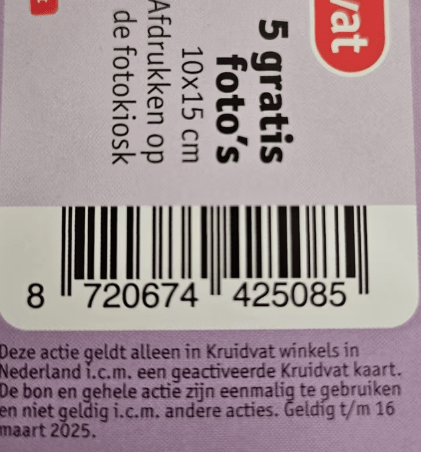 vat
5 gratis
foto's
10x15 cm
Afdrukken op
de fotokiosk
8 720674 425085
Deze actie geldt alleen in Kruidvat winkels in
Nederland i.c.m. een geactiveerde Kruidvat kaart.
De bon en gehele actie zijn eenmalig te gebruiken
en niet geldig i.c.m. andere acties. Geldig t/m 16
maart 2025.